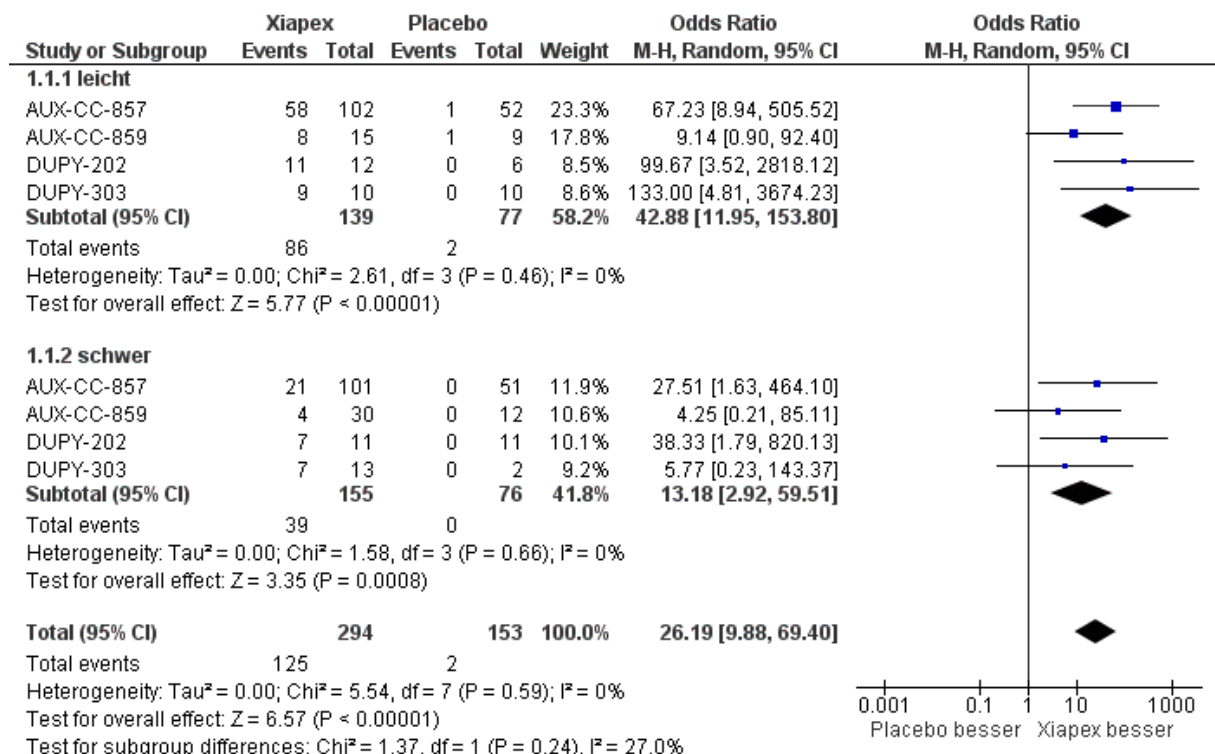 Xiapex Placebo Odds Ratio Odds Ratio
Study or Subgroup Events Total Events Total Weight M-H, Random, 95% CI M-H, Random, 95% CI
1.1.1 leicht
AUX-CC-857 58 102 1 52 23.3% 67.23 [8.94, 505.52]
AUX-CC-859 8 15 1 9 17.8% 9.14 [0.90, 92.40]
DUPY-202 11 12 0 6 8.5% 99.67 [3.52, 2818.12]
DUPY-303 9 10 0 10 8.6% 133.00 [4.81, 3674.23]
Subtotal (95% CI) 139 77 58.2% 42.88 [11.95, 153.80]
Total events 86 2
Heterogeneity: Tau² = 0.00; Chi² = 2.61, df = 3 (P = 0.46); I² = 0%
Test for overall effect: Z = 5.77 (P < 0.00001)
1.1.2 schwer
AUX-CC-857 21 101 0 51 11.9% 27.51 [1.63, 464.10]
AUX-CC-859 4 30 0 12 10.6% 4.25 [0.21, 85.11]
DUPY-202 7 11 0 11 10.1% 38.33 [1.79, 820.13]
DUPY-303 7 13 0 2 9.2% 5.77 [0.23, 143.37]
Subtotal (95% CI) 155 76 41.8% 13.18 [2.92, 59.51]
Total events 39 0
Heterogeneity: Tau² = 0.00; Chi² = 1.58, df = 3 (P = 0.66); I² = 0%
Test for overall effect: Z = 3.35 (P = 0.0008)
Total (95% CI) 294 153 100.0% 26.19 [9.88, 69.40]
Total events 125 2
Heterogeneity: Tau² = 0.00; Chi² = 5.54, df = 7 (P = 0.59); I² = 0%
Test for overall effect: Z = 6.57 (P < 0.00001)
Test for subgroup differences: Chi² = 1.37, df = 1 (P = 0.24), I² = 27.0%
0.001 0.1 1 10 1000
Placebo besser Xiapex besser